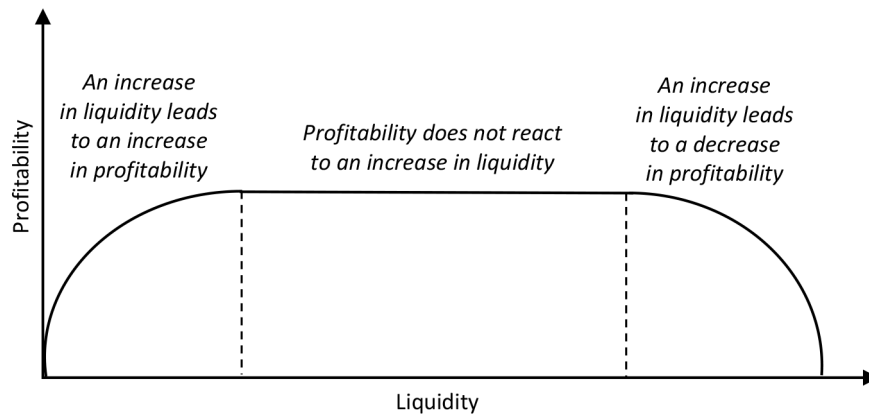 An increase
in liquidity leads
to an increase
in profitability
Profitability does not react
to an increase in liquidity
An increase
in liquidity leads
to a decrease
in profitability
Profitability
Liquidity